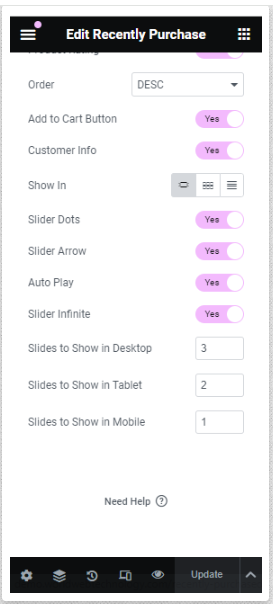 Edit Recently Purchase
Product Rating
Order DESC
Add to Cart Button Yes
Customer Info Yes
Show In
Slider Dots Yes
Slider Arrow Yes
Auto Play Yes
Slider Infinite Yes
Slides to Show in Desktop 3
Slides to Show in Tablet 2
Slides to Show in Mobile 1
Need Help ?
Update